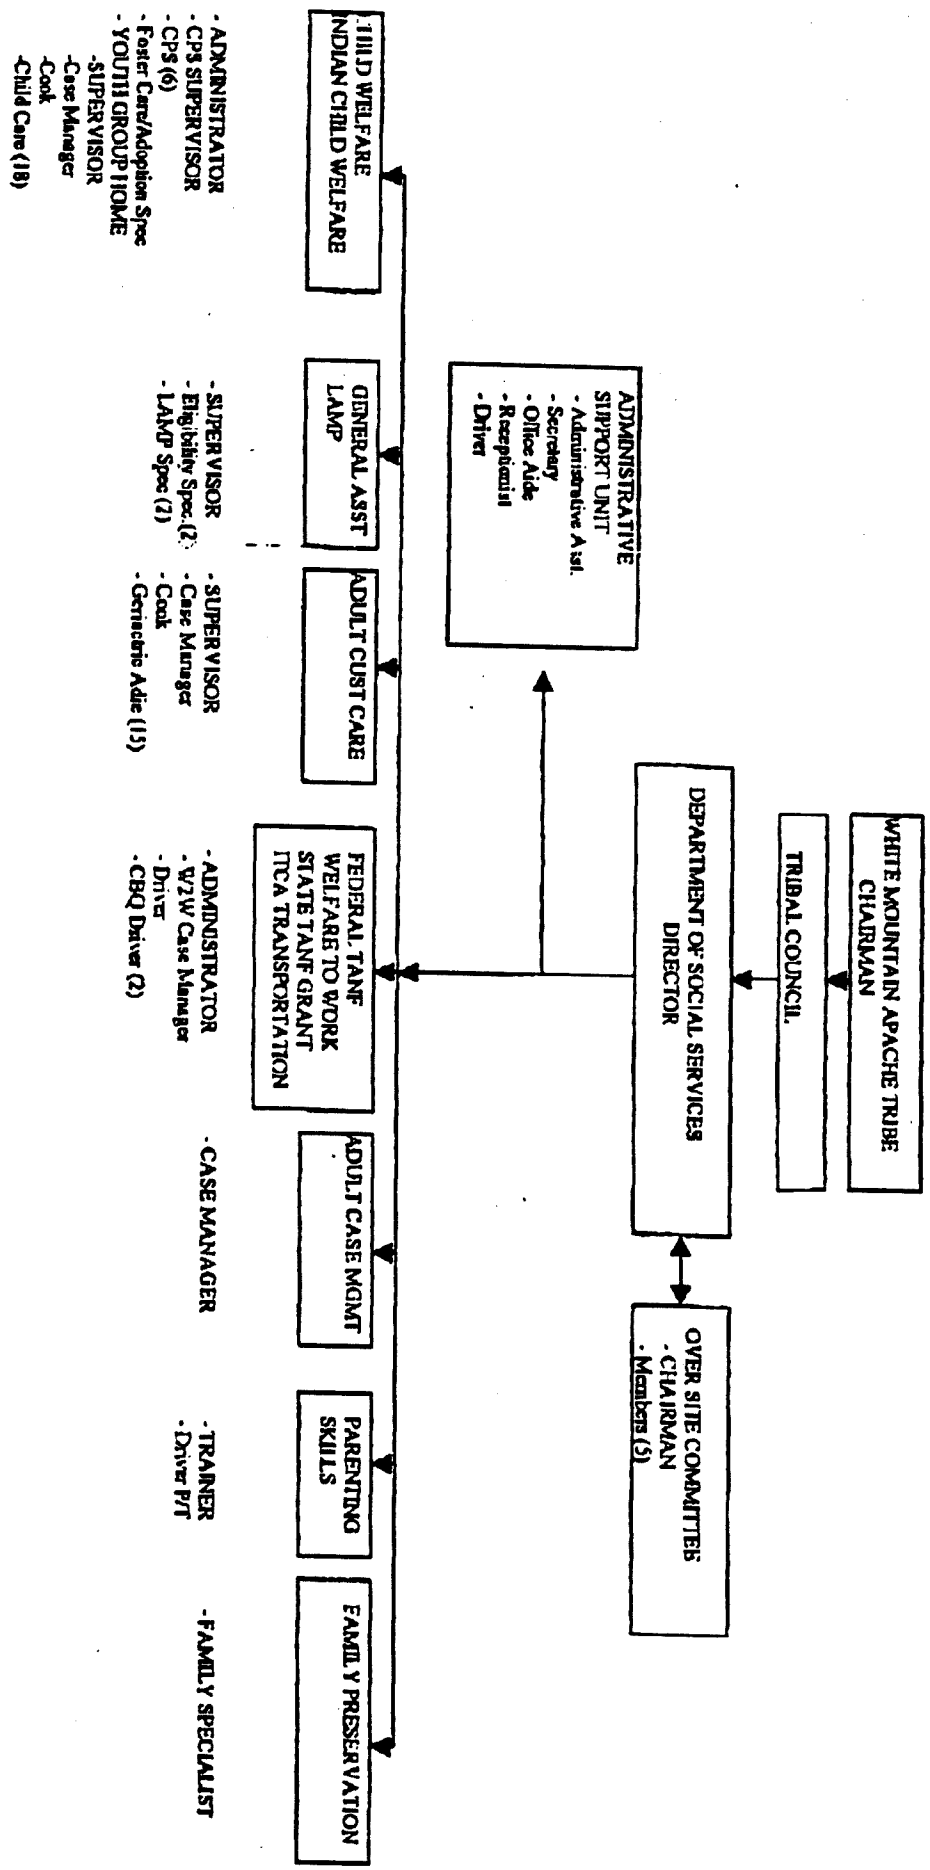 WHITE MOUNTAIN APACHE TRIBE
CHAIRMAN
TRIBAL COUNCIL
DEPARTMENT OF SOCIAL SERVICES
DIRECTOR
OVER SITE COMMITTEE
- CHAIRMAN
- Members (5)
ADMINISTRATIVE
SUPPORT UNIT
- Administrative Asst.
- Secretary
- Office Aide
- Receptionist
- Driver
CHILD WELFARE
INDIAN CHILD WELFARE
- ADMINISTRATOR
- CPS SUPERVISOR
- CPS (6)
- Foster Care/Adoption Spec
- YOUTH GROUP HOME
-SUPERVISOR
-Case Manager
-Cook
-Child Care (18)
GENERAL ASST
LAMP
- SUPERVISOR
- Eligibility Spec.(2)
- LAMP Spec (2)
ADULT CUST CARE
- SUPERVISOR
- Case Manager
- Cook
- Geriactric Adie (15)
FEDERAL TANF
WELFARE TO WORK
STATE TANF GRANT
ITCA TRANSPORTATION
- ADMINISTRATOR
- W2W Case Manager
- Driver
- CBQ Driver (2)
ADULT CASE MGMT
- CASE MANAGER
PARENTING
SKILLS
- TRAINER
- Driver P/T
FAMILY PRESERVATION
- FAMILY SPECIALIST